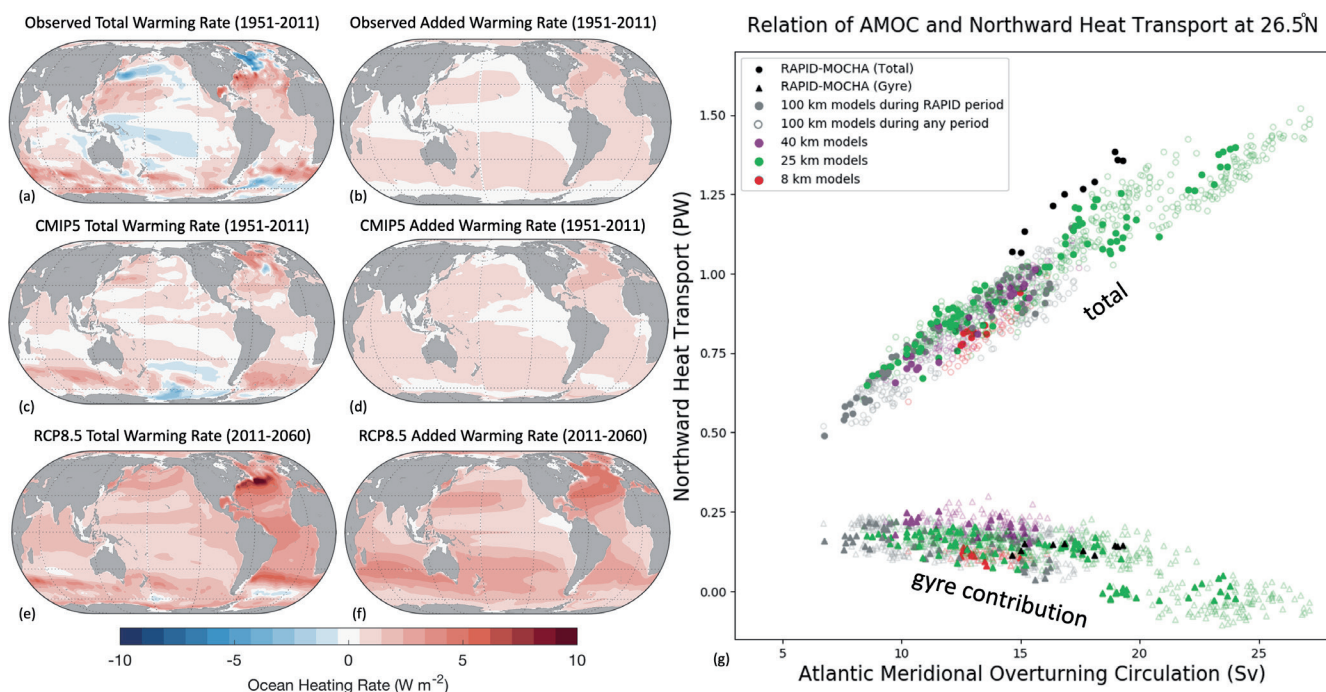 Observed Total Warming Rate (1951-2011)
Observed Added Warming Rate (1951-2011)
(a)
(b)
CMIP5 Total Warming Rate (1951-2011)
CMIP5 Added Warming Rate (1951-2011)
(c)
(d)
RCP8.5 Total Warming Rate (2011-2060)
RCP8.5 Added Warming Rate (2011-2060)
(e)
(f)
-10
-5
0
5
10
Ocean Heating Rate (W m⁻²)
Relation of AMOC and Northward Heat Transport at 26.5°N
RAPID-MOCHA (Total)
RAPID-MOCHA (Gyre)
100 km models during RAPID period
100 km models during any period
40 km models
25 km models
8 km models
Northward Heat Transport (PW)
1.50
1.25
1.00
0.75
0.50
0.25
0.00
total
gyre contribution
(g)
5
10
15
20
25
Atlantic Meridional Overturning Circulation (Sv)